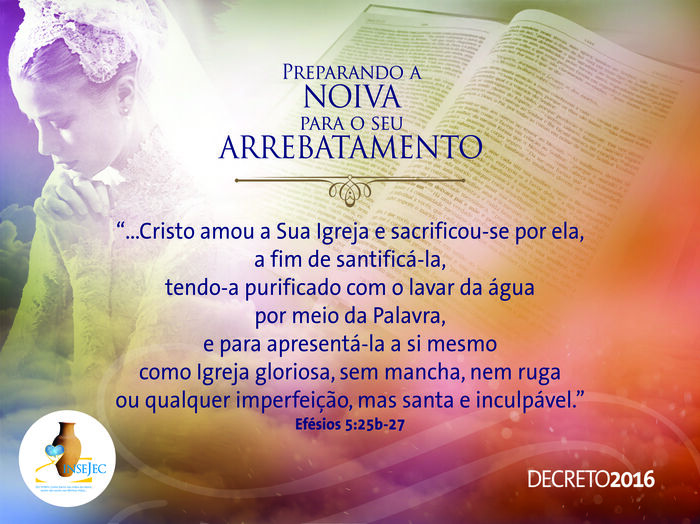 PREPARANDO A
NOIVA
PARA O SEU
ARREBATAMENTO
“...Cristo amou a Sua Igreja e sacrificou-se por ela,
a fim de santificá-la,
tendo-a purificado com o lavar da água
por meio da Palavra,
e para apresentá-la a si mesmo
como Igreja gloriosa, sem mancha, nem ruga
ou qualquer imperfeição, mas santa e inculpável.”
Efésios 5:25b-27
INSEJEC
DECRETO2016